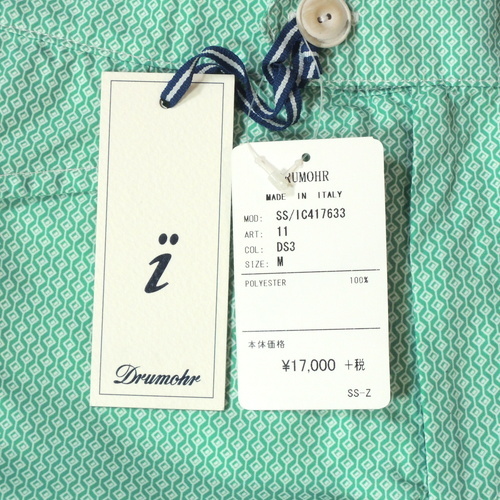 ï
Drumohr
DRUMOHR
MADE IN ITALY
MOD: SS/IC417633
ART: 11
COL: DS3
SIZE: M
POLYESTER 100%
本体価格
¥17,000 +税
SS-Z